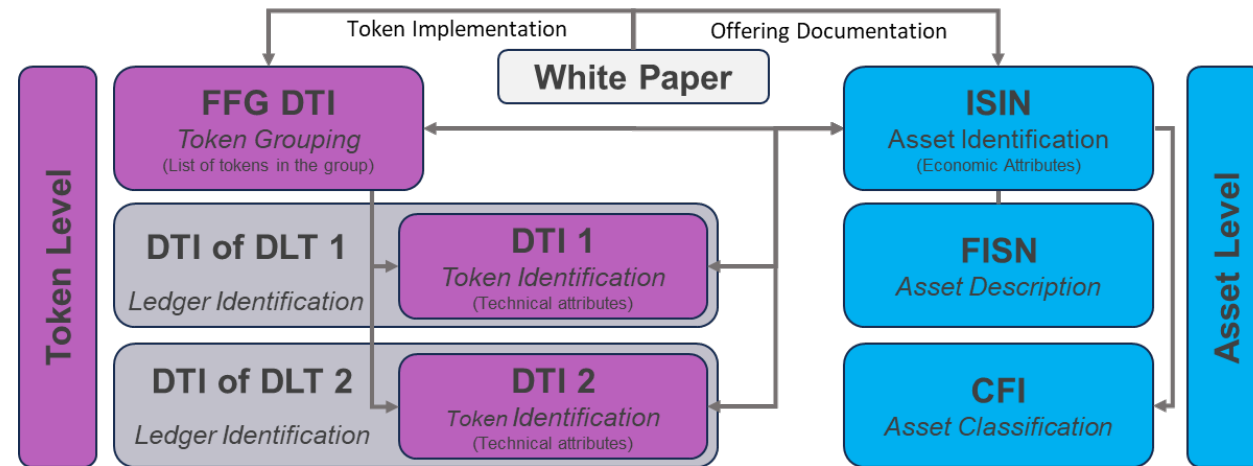 Token Implementation
Offering Documentation
White Paper
Token Level
FFG DTI
Token Grouping
(List of tokens in the group)
DTI of DLT 1
Ledger Identification
DTI 1
Token Identification
(Technical attributes)
DTI of DLT 2
Ledger Identification
DTI 2
Token Identification
(Technical attributes)
ISIN
Asset Identification
(Economic Attributes)
FISN
Asset Description
CFI
Asset Classification
Asset Level